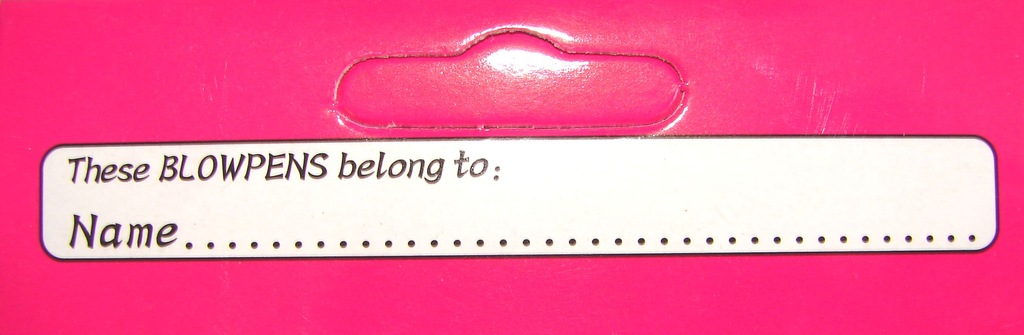 These BLOWPENS belong to:
Name....................................